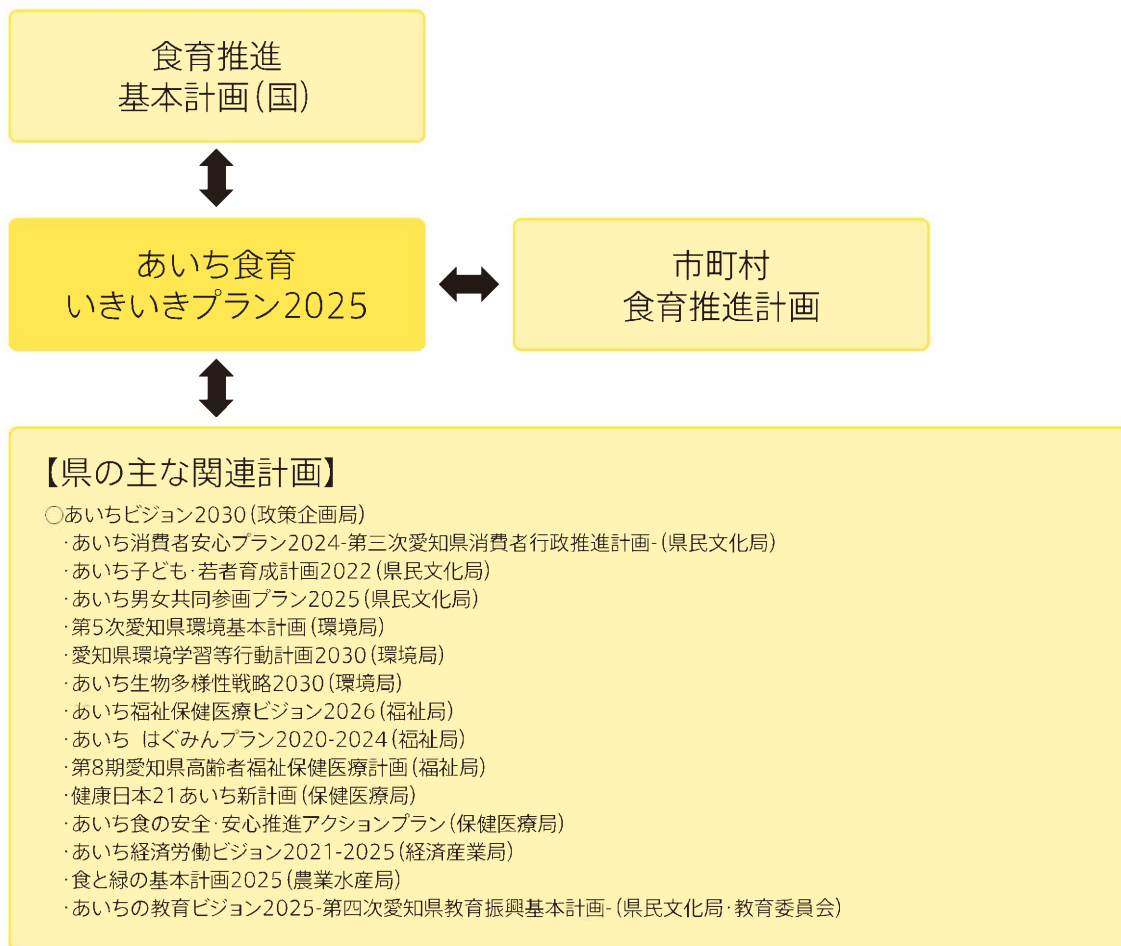 食育推進
基本計画(国)
あいち食育
いきいきプラン2025
市町村
食育推進計画
【県の主な関連計画】
○あいちビジョン2030(政策企画局)
・あいち消費者安心プラン2024-第三次愛知県消費者行政推進計画-(県民文化局)
・あいち子ども・若者育成計画2022(県民文化局)
・あいち男女共同参画プラン2025(県民文化局)
・第5次愛知県環境基本計画(環境局)
・愛知県環境学習等行動計画2030(環境局)
・あいち生物多様性戦略2030(環境局)
・あいち福祉保健医療ビジョン2026(福祉局)
・あいち はぐみんプラン2020-2024(福祉局)
・第8期愛知県高齢者福祉保健医療計画(福祉局)
・健康日本21あいち新計画(保健医療局)
・あいち食の安全・安心推進アクションプラン(保健医療局)
・あいち経済労働ビジョン2021-2025(経済産業局)
・食と緑の基本計画2025(農業水産局)
・あいちの教育ビジョン2025-第四次愛知県教育振興基本計画-(県民文化局・教育委員会)